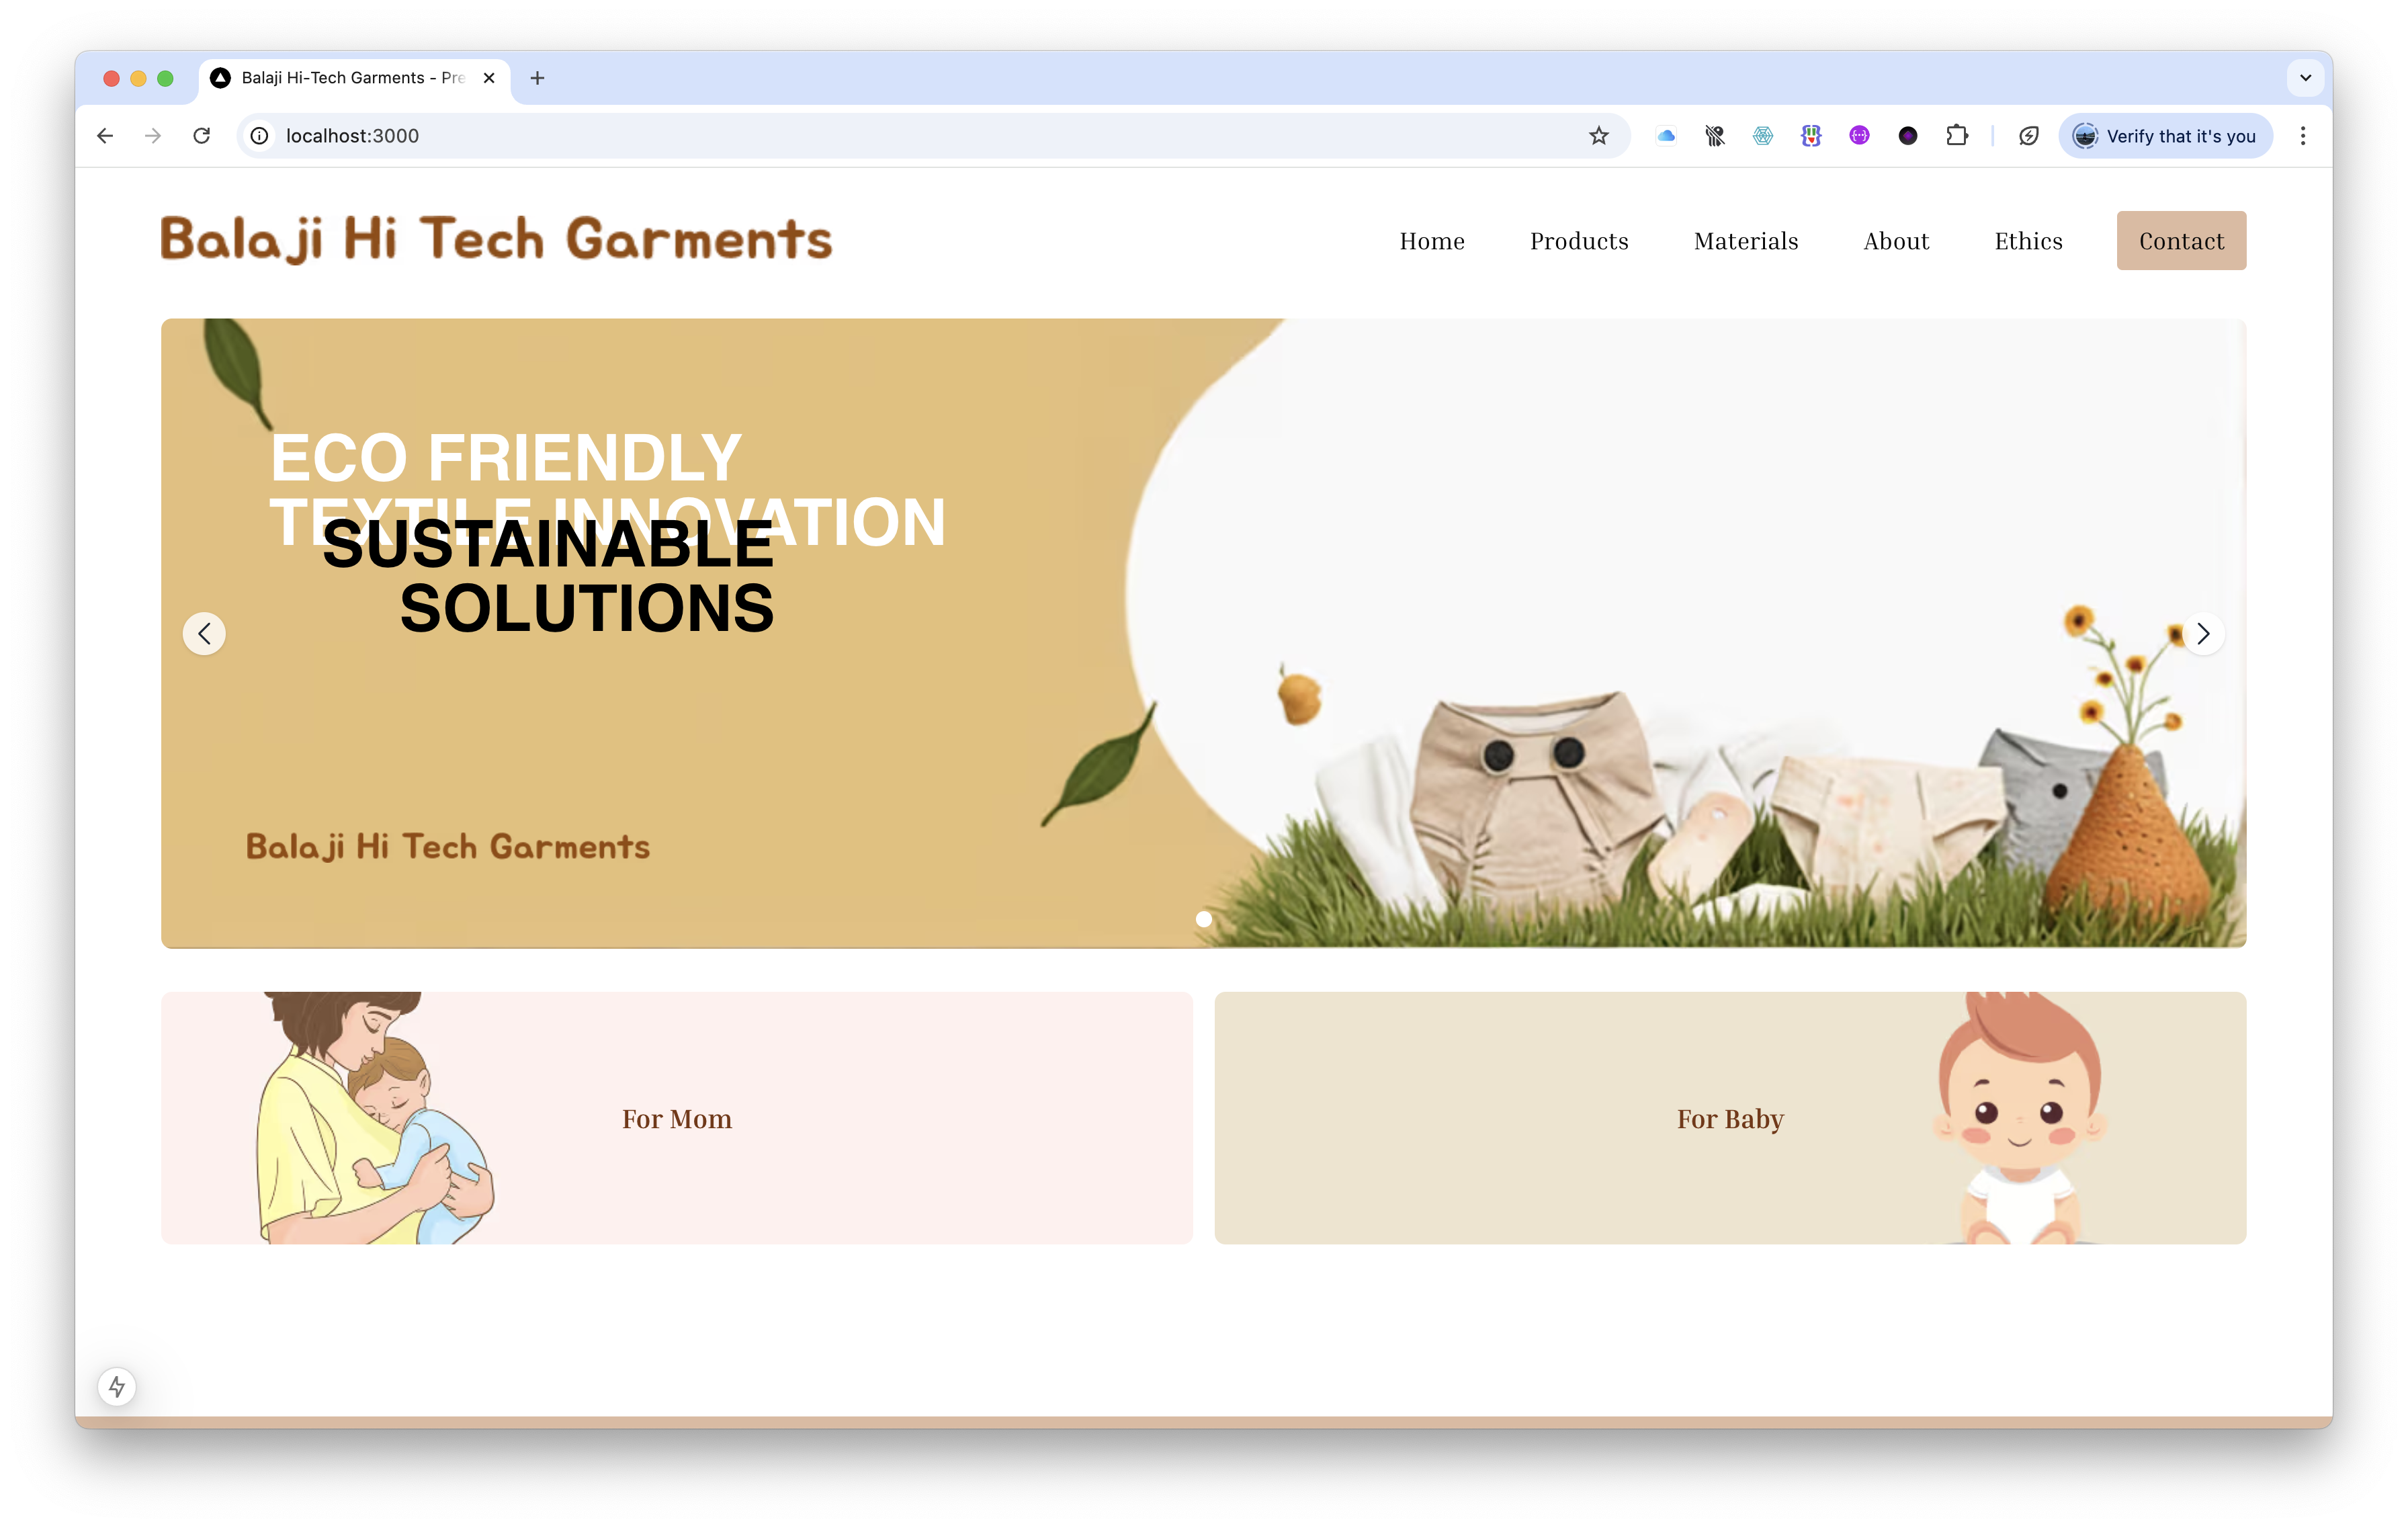 Balaji Hi-Tech Garments - Pre
localhost:3000
Verify that it's you
Balaji Hi Tech Garments
Home
Products
Materials
About
Ethics
Contact
ECO FRIENDLY
TEXTILE INNOVATION
SUSTAINABLE
SOLUTIONS
Balaji Hi Tech Garments
For Mom
For Baby